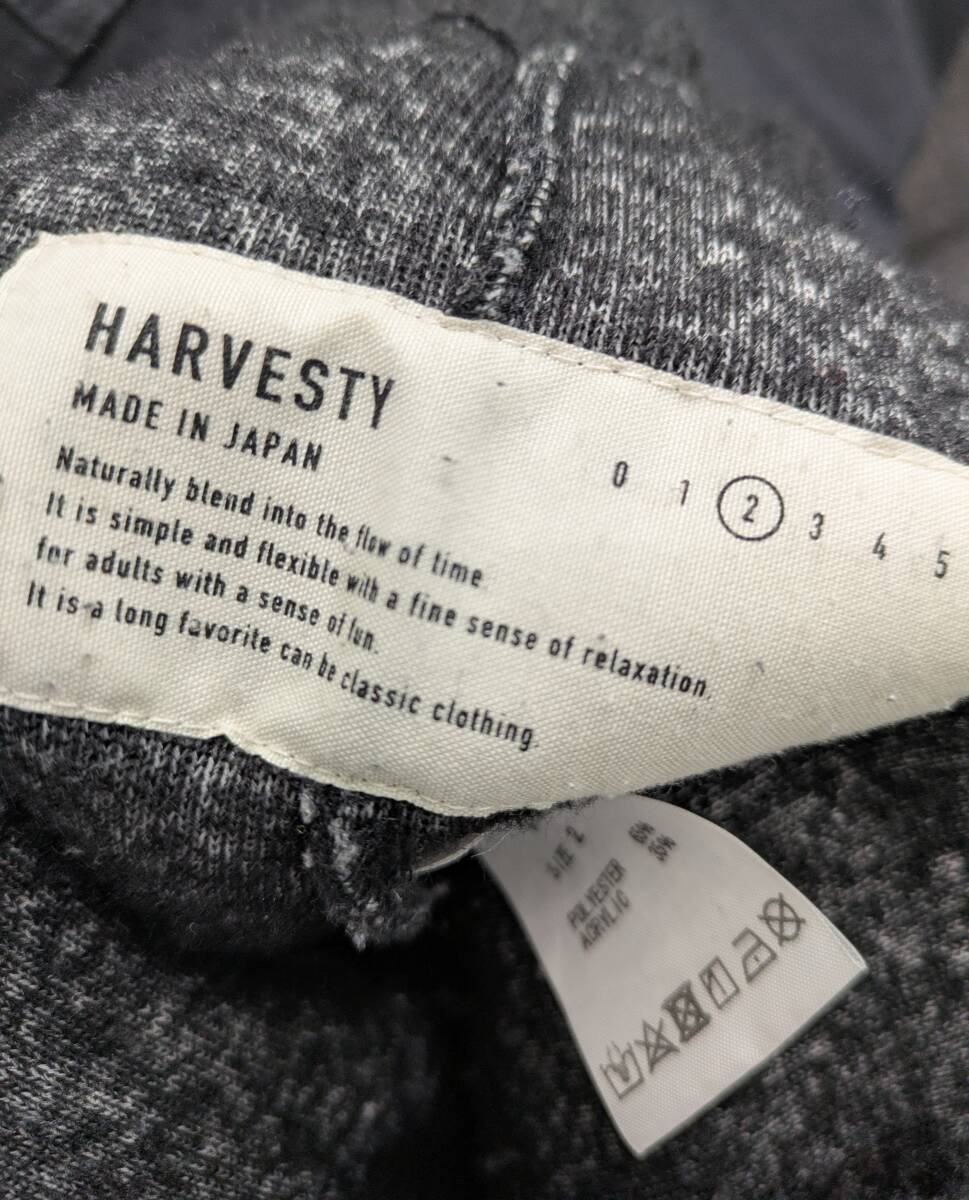 HARVESTY
MADE IN JAPAN
Naturally blend into the flow of time.
It is simple and flexible with a fine sense of relaxation.
for adults with a sense of fun.
It is a long favorite can be classic clothing.
0 1 2 3 4 5
SIZE 2
POLYESTER
ACRYLIC